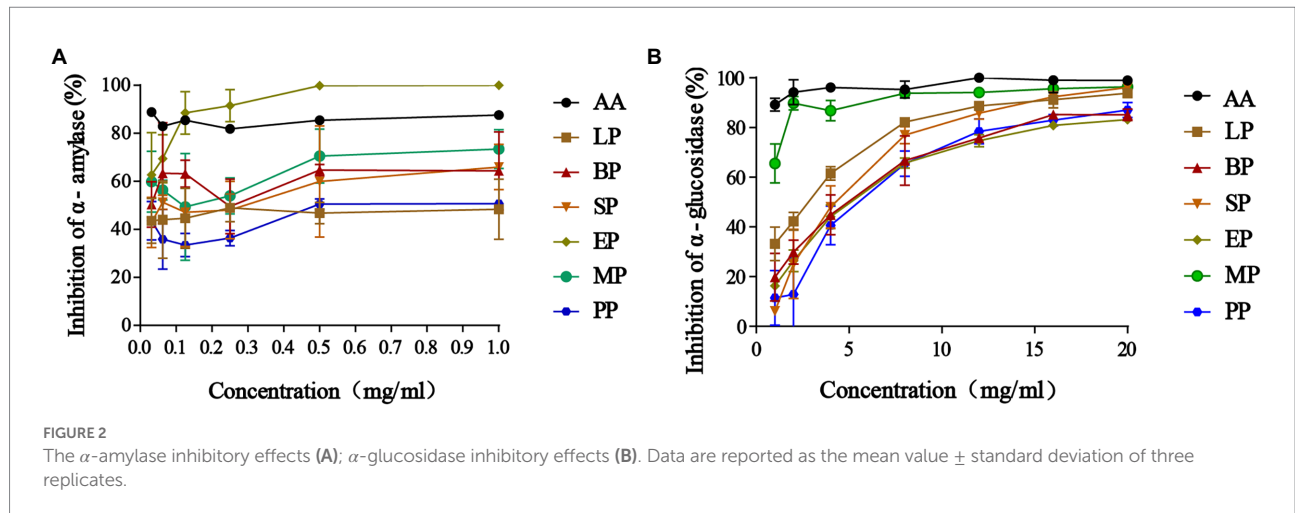 A
Inhibition of α- amylase (%)
100
80
60
40
20
0
0.0 0.1 0.2 0.3 0.4 0.5 0.6 0.7 0.8 0.9 1.0
Concentration（mg/ml）
AA
LP
BP
SP
EP
MP
PP
B
Inhibition of α- glucosidase (%)
100
80
60
40
20
0
0 5 10 15 20
Concentration（mg/ml）
AA
LP
BP
SP
EP
MP
PP
FIGURE 2
The α-amylase inhibitory effects (A); α-glucosidase inhibitory effects (B). Data are reported as the mean value ± standard deviation of three
replicates.